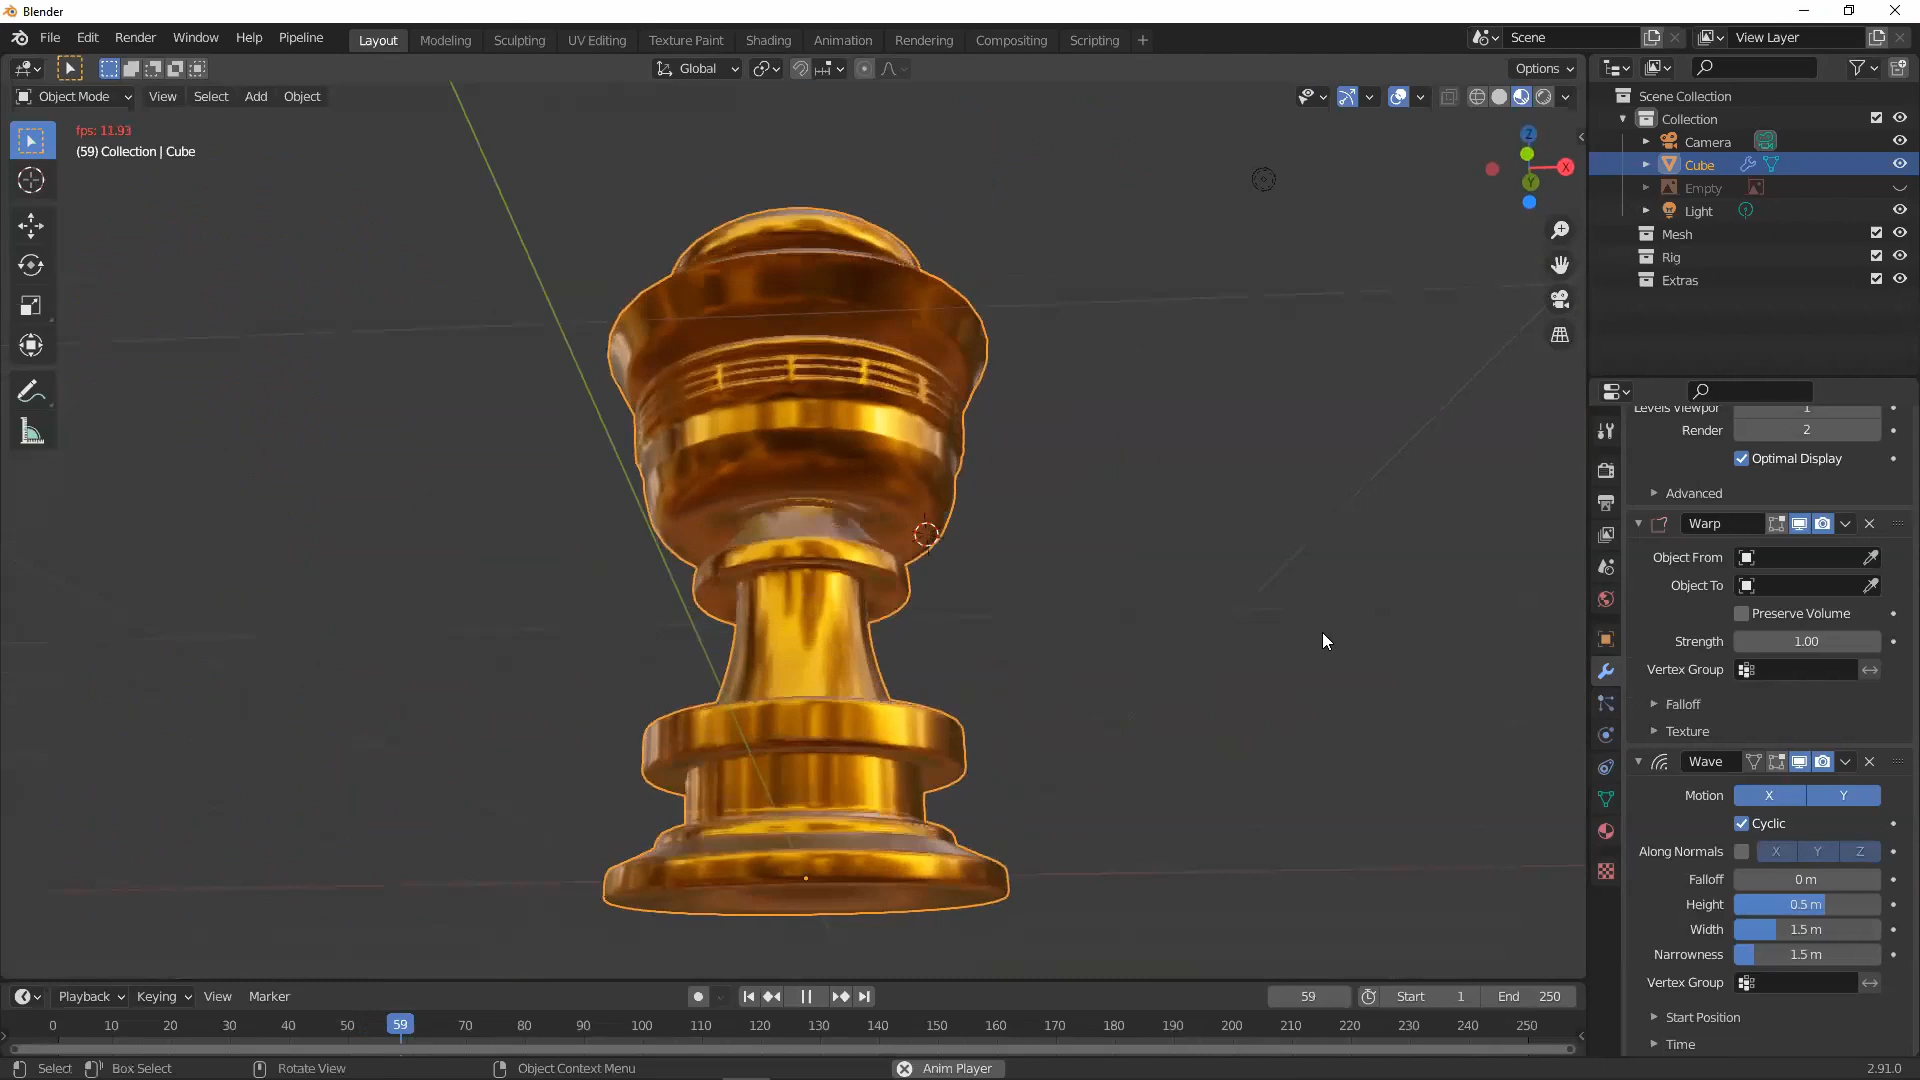 Blender
File Edit Render Window Help Pipeline
Layout Modeling Sculpting UV Editing Texture Paint Shading Animation Rendering Compositing Scripting +
Scene View Layer
Global Options
Object Mode View Select Add Object
fps: 11.93
(59) Collection | Cube
Z
X
Y
Scene Collection
Collection
Camera
Cube
Empty
Light
Mesh
Rig
Extras
Levels Viewpor 1
Render 2
Optimal Display
Advanced
Warp
Object From
Object To
Preserve Volume
Strength 1.00
Vertex Group
Falloff
Texture
Wave
Motion X Y
Cyclic
Along Normals X Y Z
Falloff 0 m
Height 0.5 m
Width 1.5 m
Narrowness 1.5 m
Vertex Group
Start Position
Time
Playback Keying View Marker 59 Start 1 End 250
0 10 20 30 40 50 59 70 80 90 100 110 120 130 140 150 160 170 180 190 200 210 220 230 240 250
Select Box Select Rotate View Object Context Menu Anim Player 2.91.0